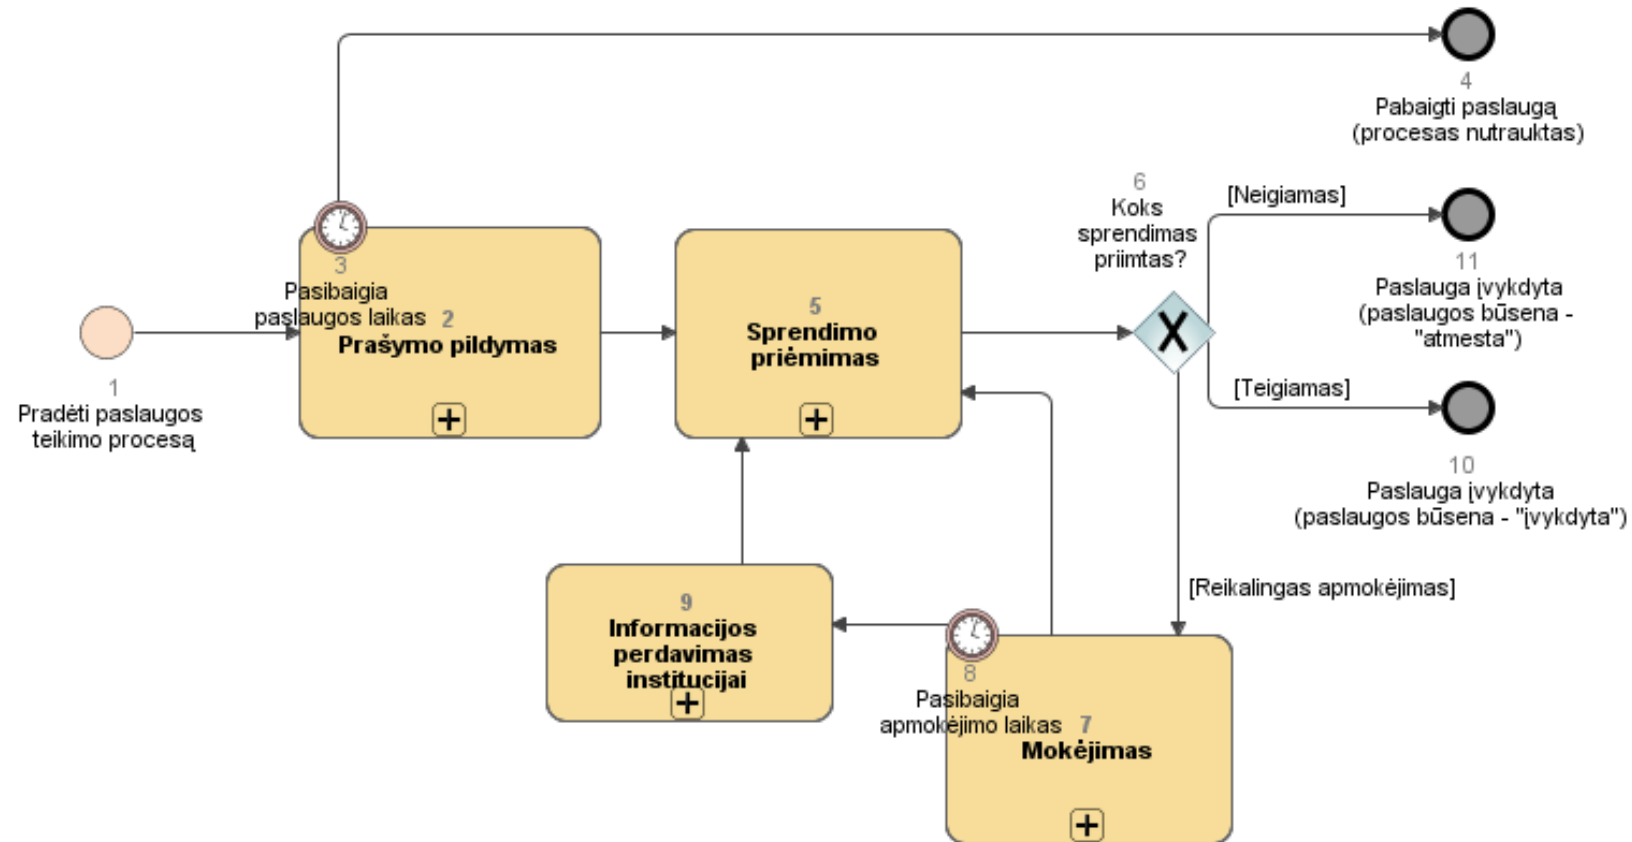 4
Pabaigti paslaugą
(procesas nutrauktas)
6
Koks
sprendimas
priimtas?
[Neigiamas]
11
Paslauga įvykdyta
(paslaugos būsena -
"atmesta")
3
Pasibaigia
paslaugos laikas
2
Prašymo pildymas
5
Sprendimo
priėmimas
1
Pradėti paslaugos
teikimo procesą
[Teigiamas]
10
Paslauga įvykdyta
(paslaugos būsena - "įvykdyta")
[Reikalingas apmokėjimas]
9
Informacijos
perdavimas
institucijai
8
Pasibaigia
apmokėjimo laikas
7
Mokėjimas